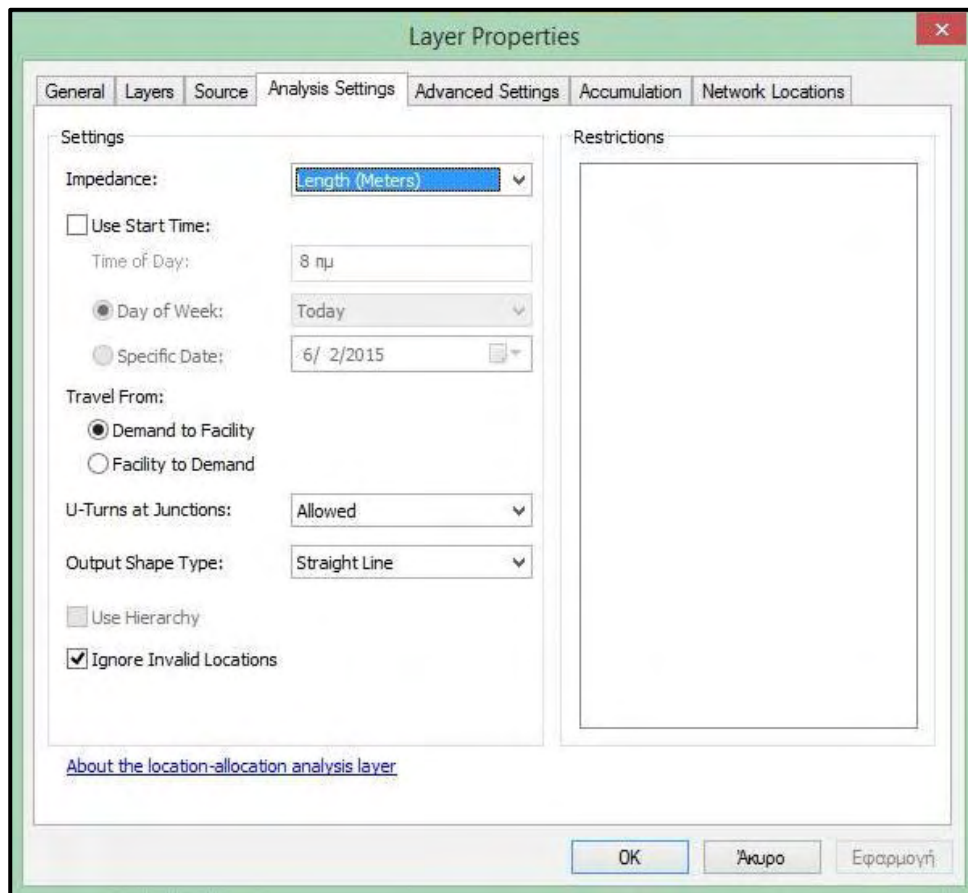 Layer Properties
General Layers Source Analysis Settings Advanced Settings Accumulation Network Locations
Settings
Impedance: Length (Meters)
Use Start Time:
Time of Day: 8 πμ
Day of Week: Today
Specific Date: 6/ 2/2015
Travel From:
Demand to Facility
Facility to Demand
U-Turns at Junctions: Allowed
Output Shape Type: Straight Line
Use Hierarchy
Ignore Invalid Locations
Restrictions
About the location-allocation analysis layer
OK Άκυρο Εφαρμογή